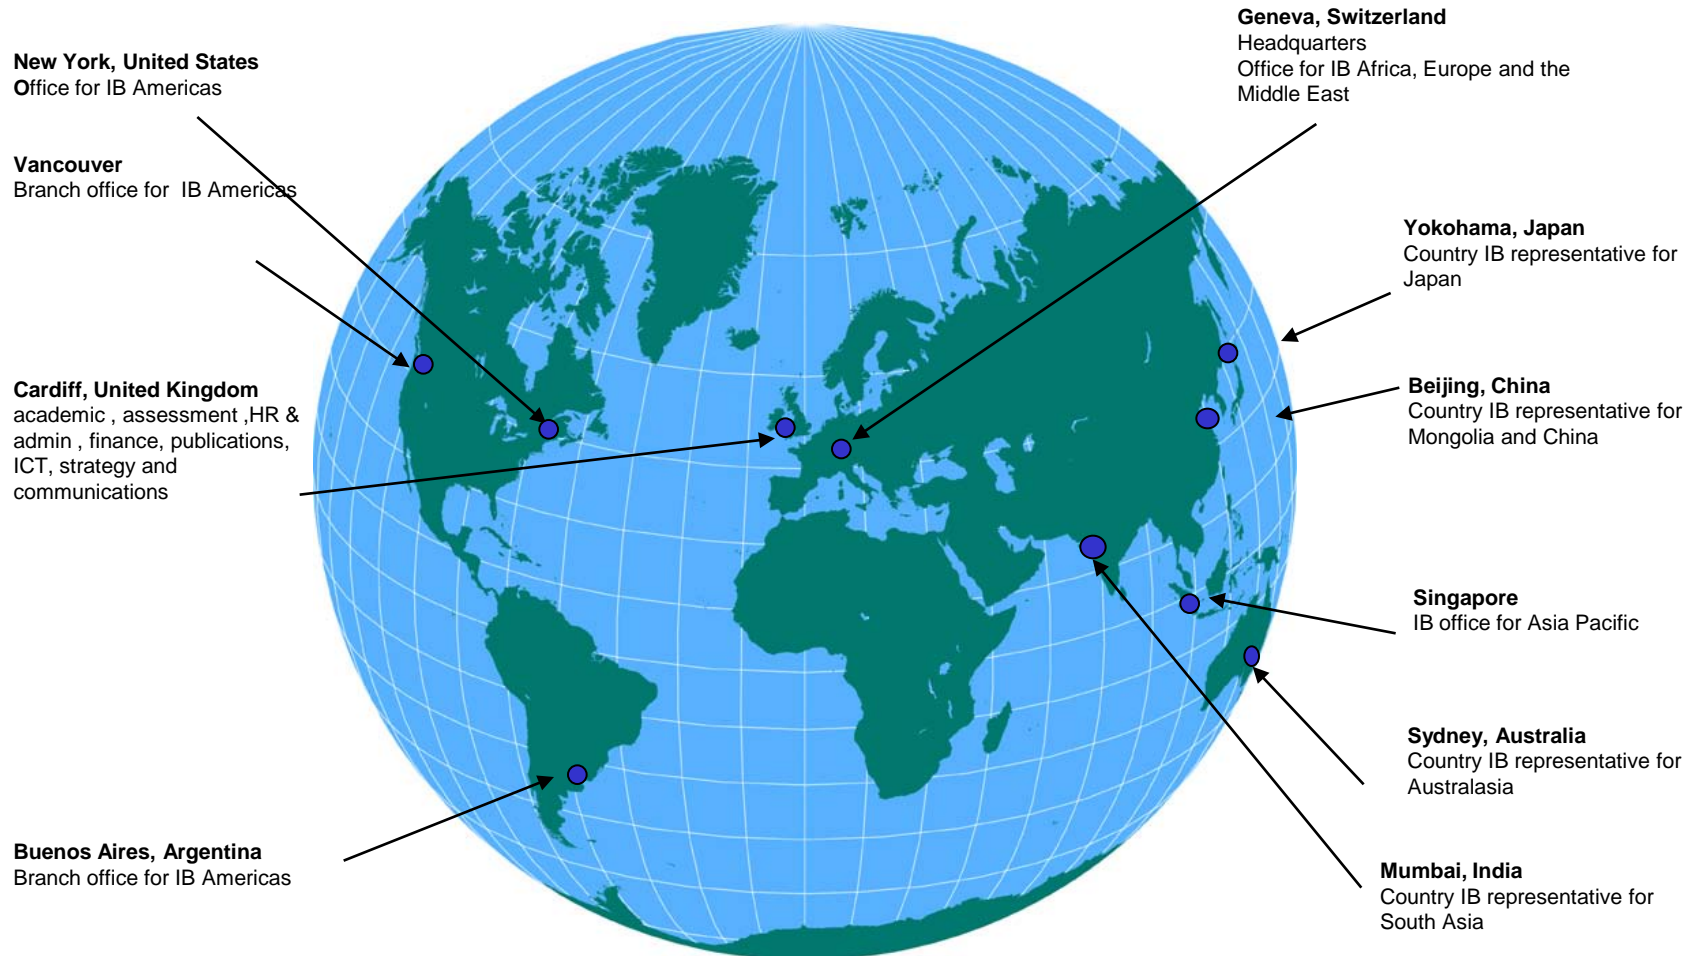 New York, United States
Office for IB Americas
Vancouver
Branch office for  IB Americas
Cardiff, United Kingdom
academic , assessment ,HR &
admin , finance, publications,
ICT, strategy and
communications
Buenos Aires, Argentina
Branch office for IB Americas
Geneva, Switzerland
Headquarters
Office for IB Africa, Europe and the
Middle East
Yokohama, Japan
Country IB representative for
Japan
Beijing, China
Country IB representative for
Mongolia and China
Singapore
IB office for Asia Pacific
Sydney, Australia
Country IB representative for
Australasia
Mumbai, India
Country IB representative for
South Asia